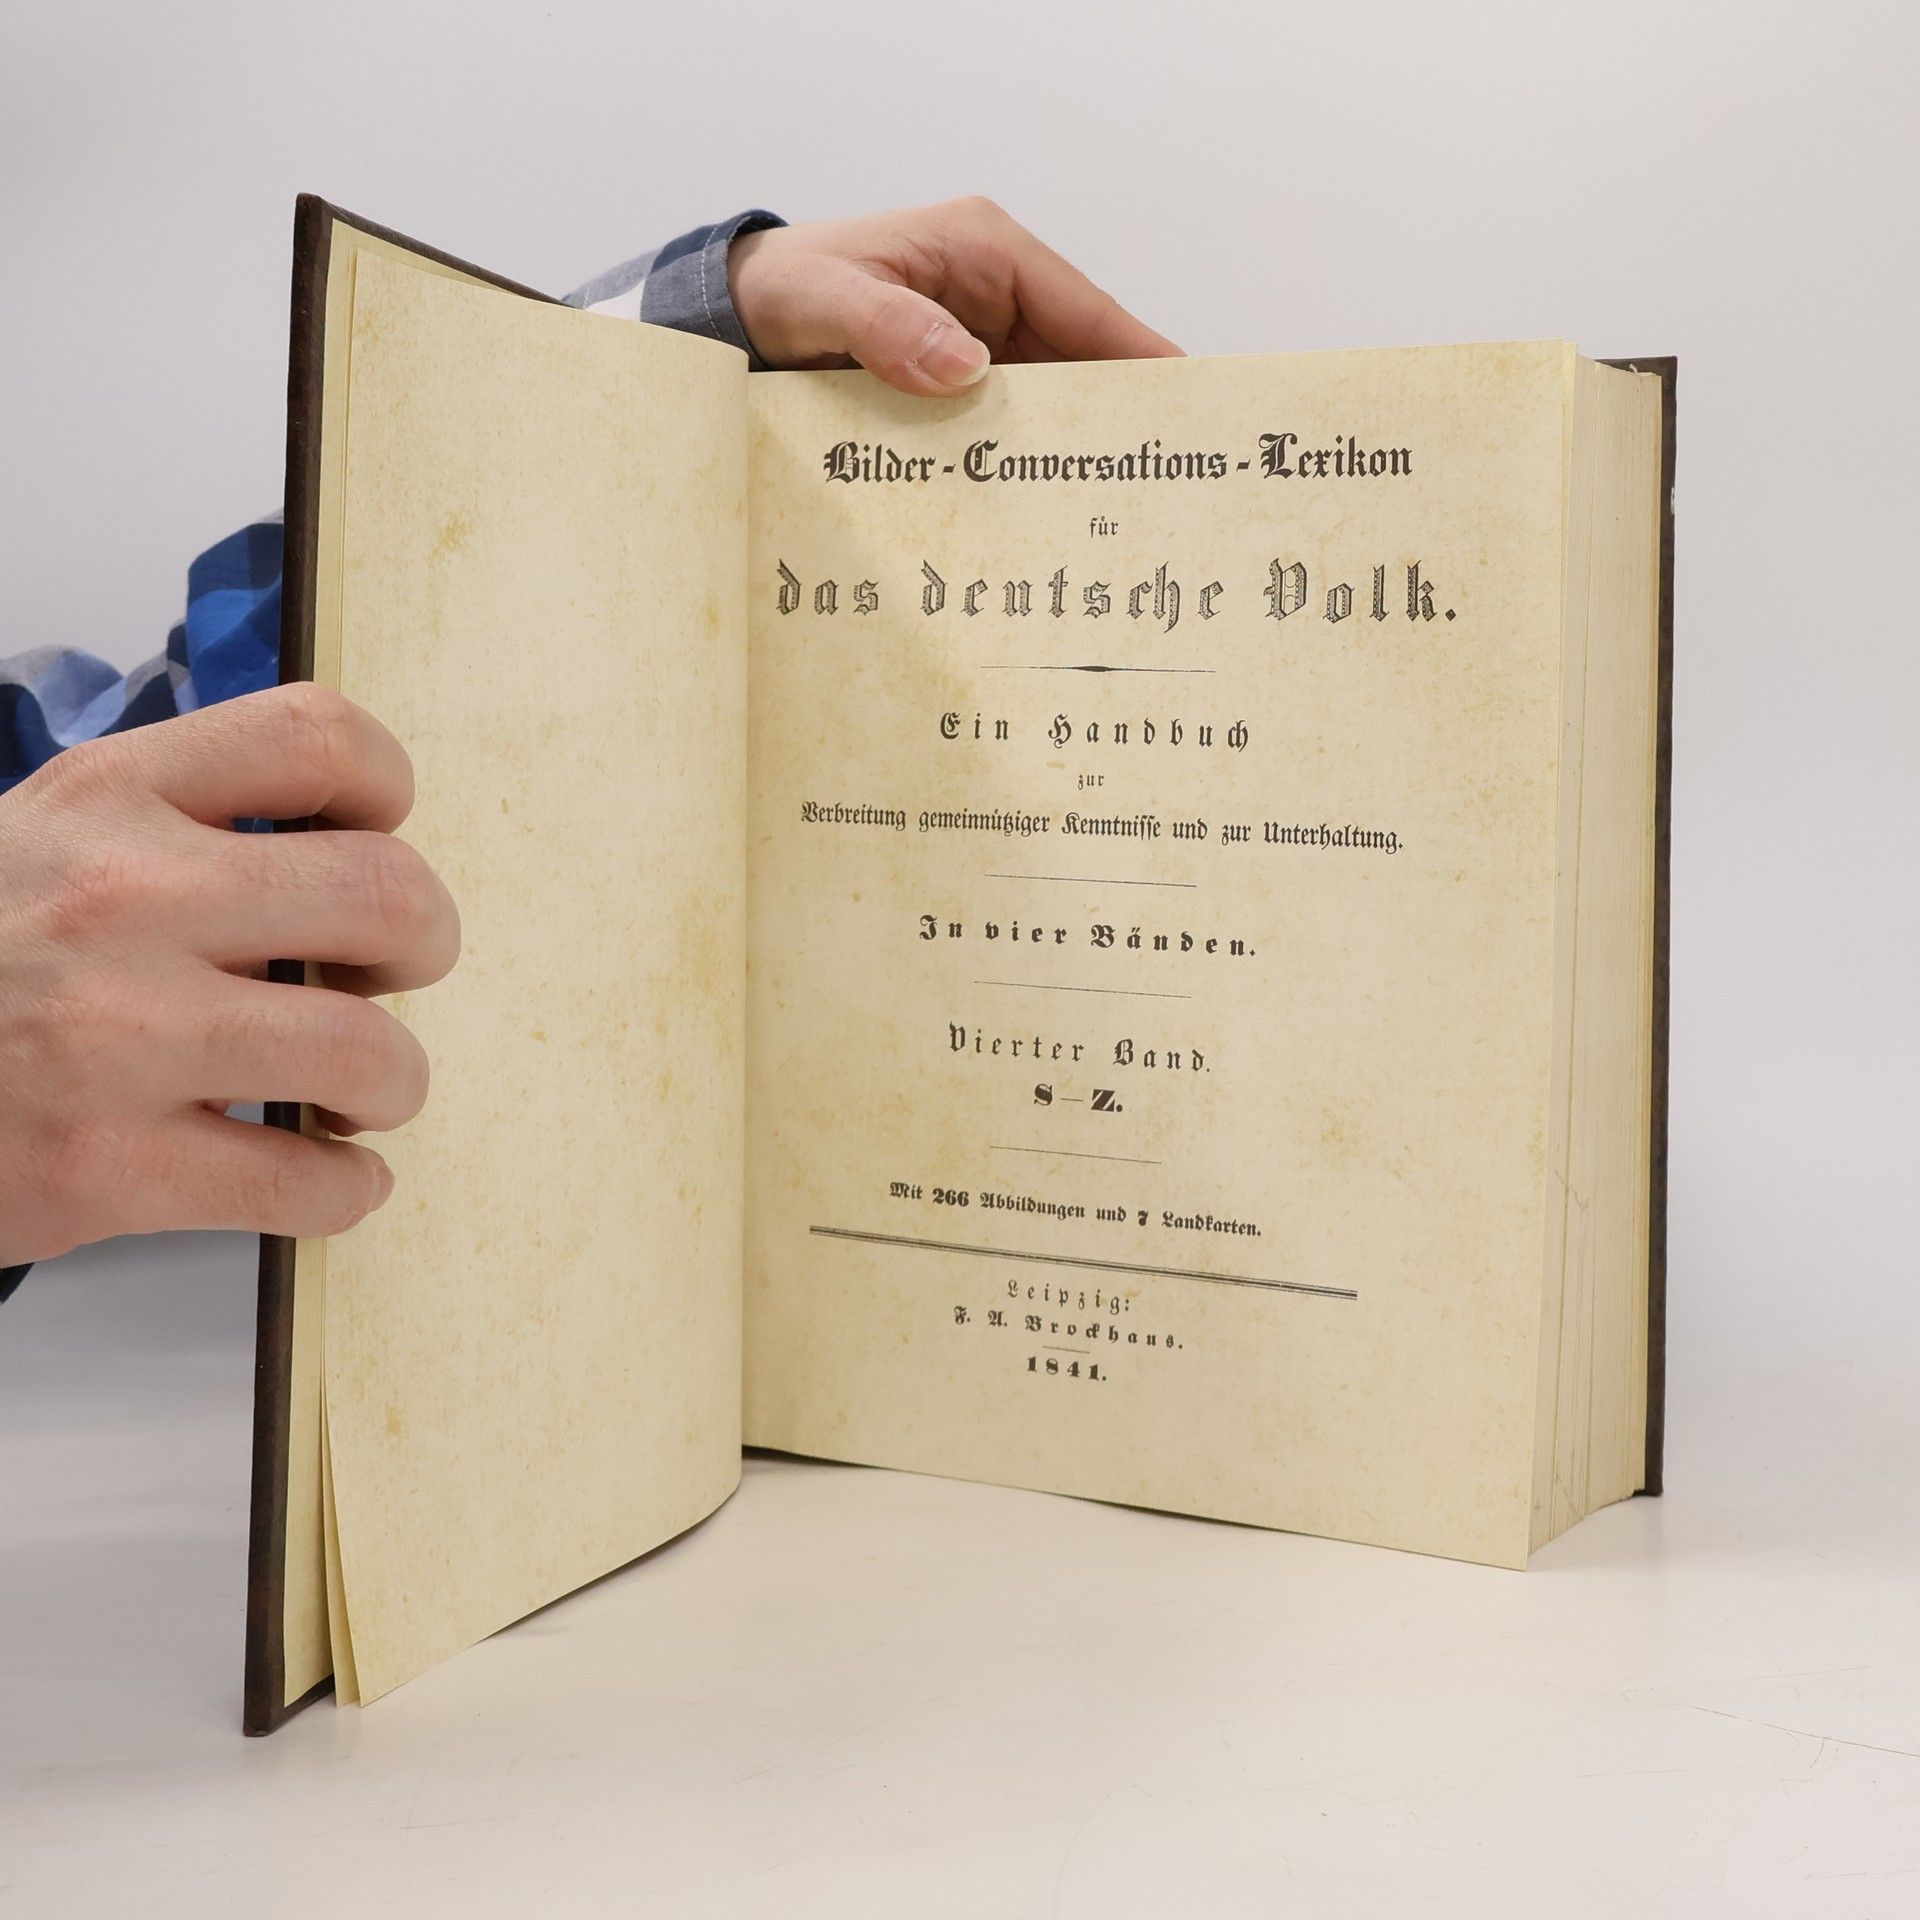 Bilder-Conversations-Lexikon
für
das deutsche Volk.
Ein Handbuch
zur
Verbreitung gemeinnütziger Kenntnisse und zur Unterhaltung.
In vier Bänden.
Vierter Band.
S—Z.
Mit 266 Abbildungen und 7 Landkarten.
Leipzig:
F. A. Brockhaus.
1841.